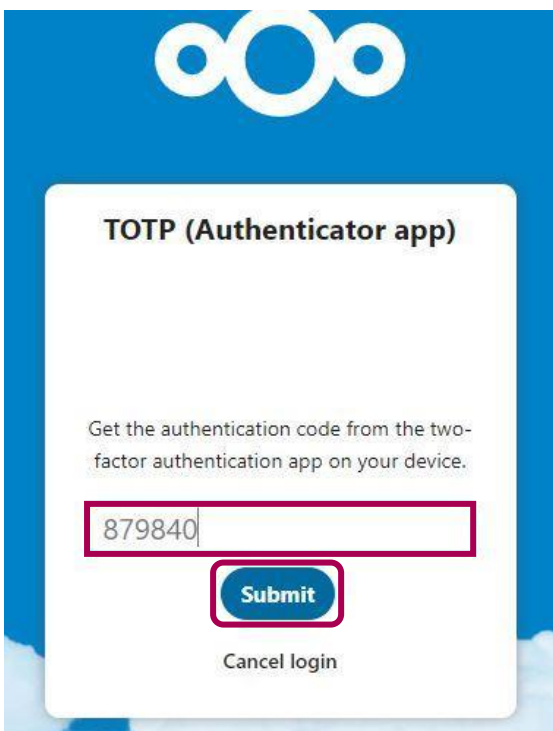 TOTP (Authenticator app)
Get the authentication code from the two-
factor authentication app on your device.
879840
Submit
Cancel login